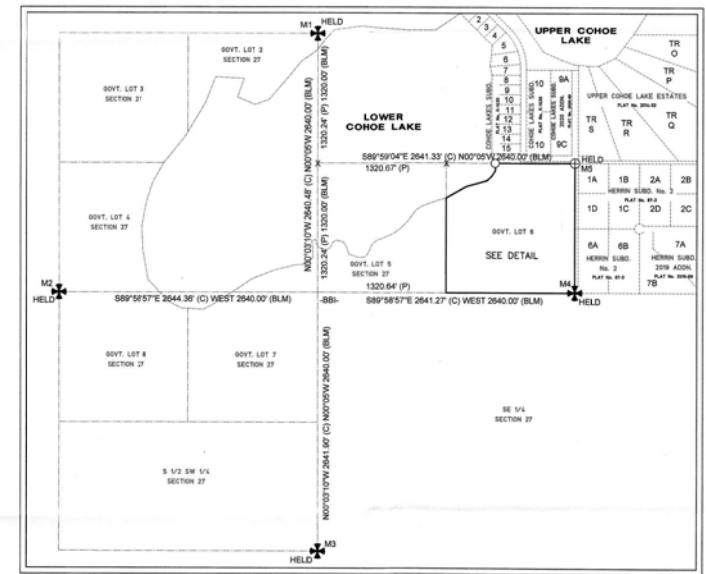 M1 HELD
GOVT. LOT 2
SECTION 27
GOVT. LOT 3
GOVT. LOT 4
SECTION 27
M2
HELD
S89°58'57"E 2644.36' (C) WEST 2640.00' (BLM)
GOVT. LOT 8
SECTION 27
GOVT. LOT 7
SECTION 27
S 1/2 SW 1/4
SECTION 27
M3
HELD
N00°03'10"W 2640.48' (C) N00°05'W 2640.00' (BLM)
1320.24' (P) 1320.00' (BLM)
1320.24' (P) 1320.00' (BLM)
N00°03'10"W 2641.90' (C) N00°05'W 2640.00' (BLM)
LOWER
COHOE LAKE
S89°59'04"E 2641.33' (C) N00°05'W 2640.00' (BLM)
1320.67' (P)
GOVT. LOT 5
SECTION 27
1320.64' (P)
-BBI-
S89°58'57"E 2641.27' (C) WEST 2640.00' (BLM)
GOVT. LOT 6
SEE DETAIL
M4
HELD
SE 1/4
SECTION 27
UPPER COHOE
LAKE
2
3
4
5
6
7
8
9
10
11
12
13
14
15
COHOE LAKES SUBD.
10
10
COHOE LAKES SUBD.
9A
9C
COHOE LAKES SUBD.
2020 ADDN.
TR
O
TR
P
UPPER COHOE LAKE ESTATES
TR
S
TR
R
TR
Q
HELD
M5
1A 1B 2A 2B
HERRIN SUBD. No. 2
1D 1C 2D 2C
6A 6B 7A
HERRIN SUBD.
No. 2
HERRIN SUBD.
2019 ADDN.
7B